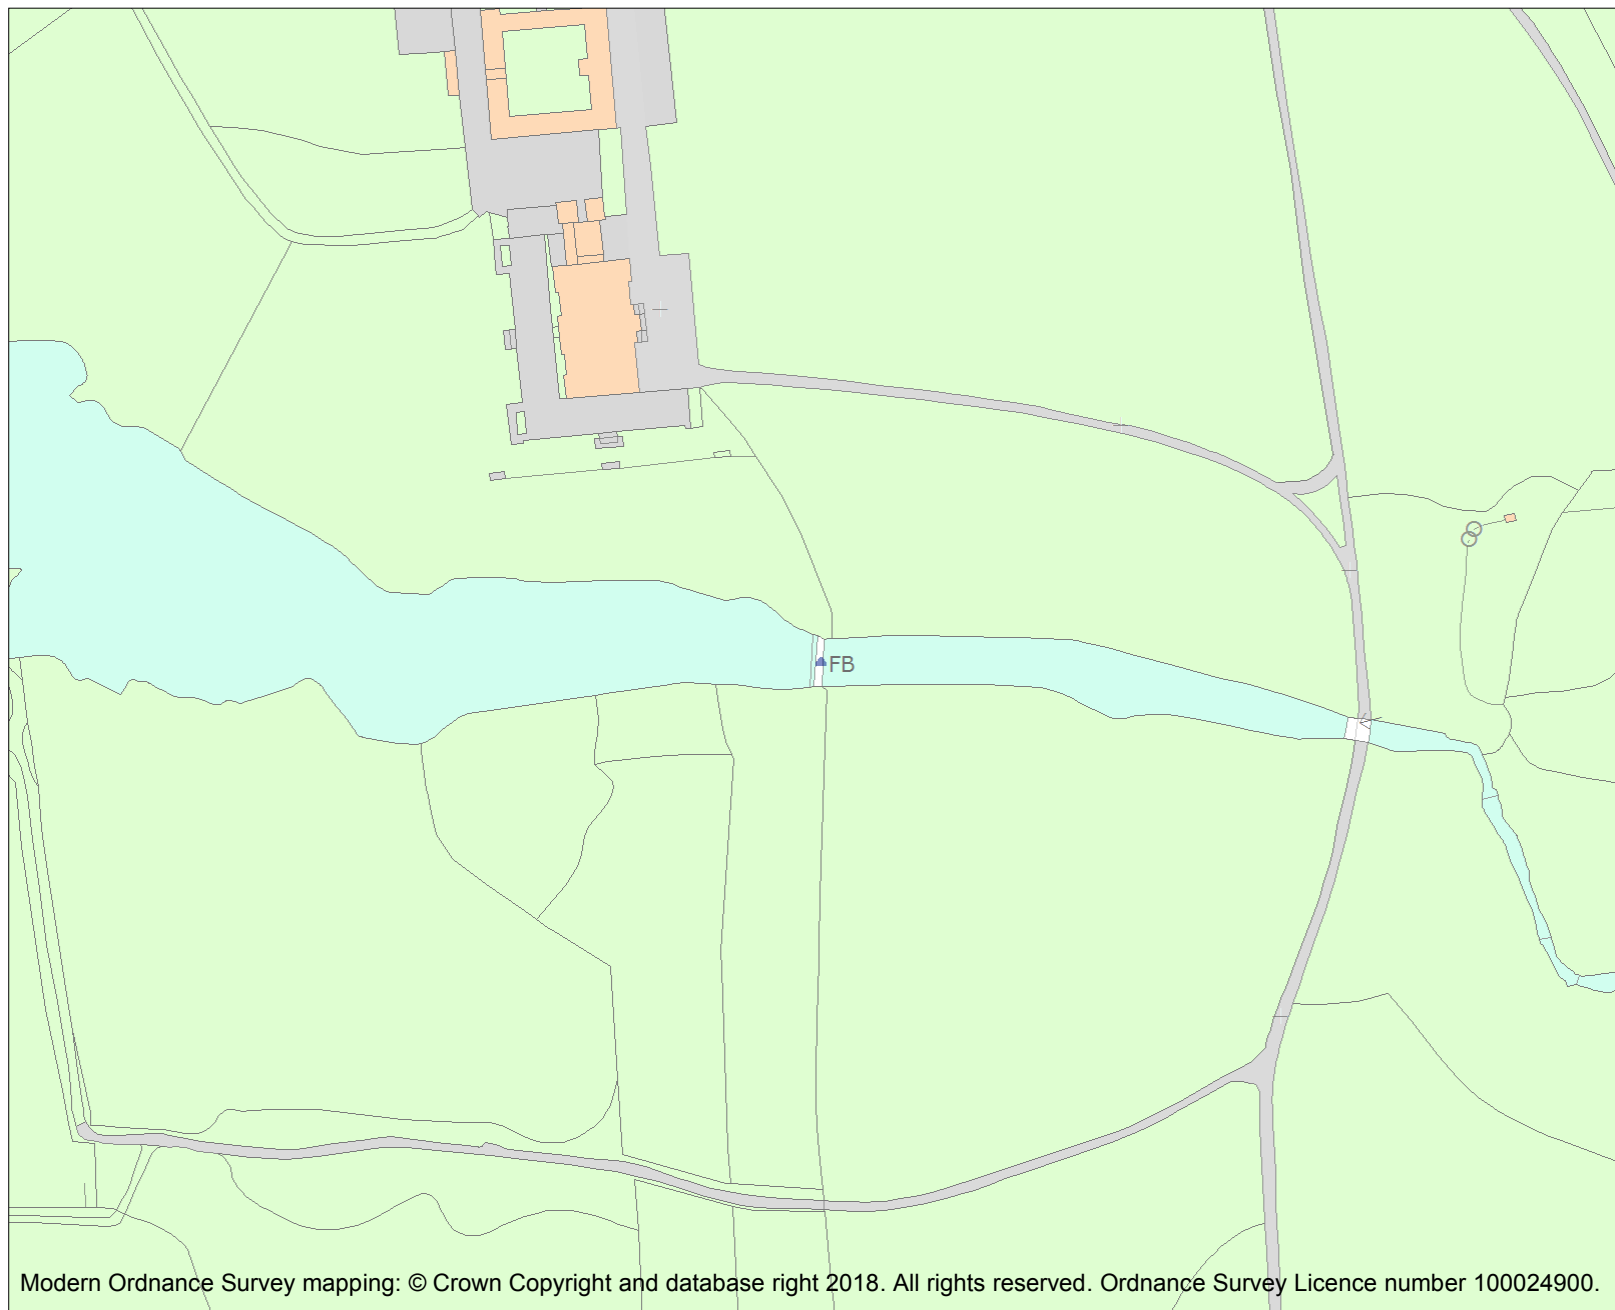 FB
Modern Ordnance Survey mapping: © Crown Copyright and database right 2018. All rights reserved. Ordnance Survey Licence number 100024900.